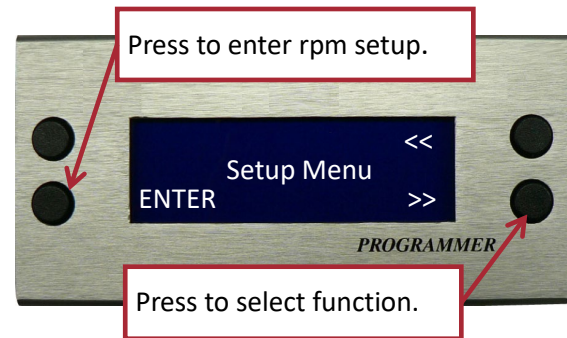 Press to enter rpm setup.
<<
Setup Menu
ENTER >>
PROGRAMMER
Press to select function.